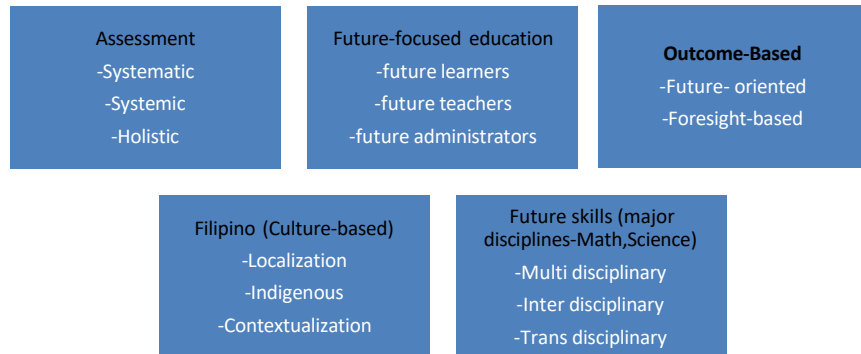 Assessment
-Systematic
-Systemic
-Holistic
Future-focused education
-future learners
-future teachers
-future administrators
Outcome-Based
-Future- oriented
-Foresight-based
Filipino (Culture-based)
-Localization
-Indigenous
-Contextualization
Future skills (major
disciplines-Math,Science)
-Multi disciplinary
-Inter disciplinary
-Trans disciplinary